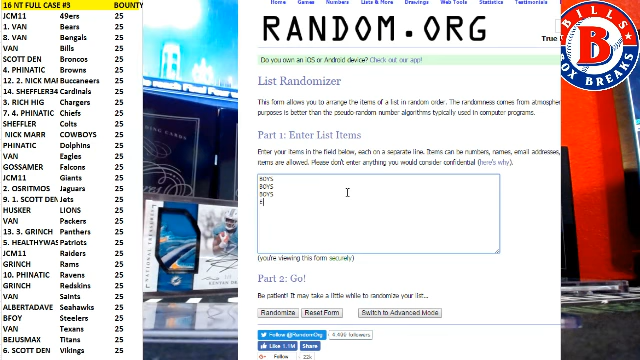 16 NT FULL CASE #3 BOUNTY
JCM11 49ers 25
1. VAN Bears 25
8. VAN Bengals 25
VAN Bills 25
SCOTT DEN Broncos 25
4. PHINATIC Browns 25
12. 2. NICK MAR Buccaneers 25
14. SHEFFLER34 Cardinals 25
3. RICH HIG Chargers 25
7. 4. PHINATIC Chiefs 25
SHEFFLER Colts 25
NICK MARR COWBOYS 25
PHINATIC Dolphins 25
VAN Eagles 25
GOSSAMER Falcons 25
JCM11 Giants 25
2. OSRITMOS Jaguars 25
9. 1. SCOTT DEN Jets 25
HUSKER LIONS 25
VAN Packers 25
13. 3. GRINCH Panthers 25
5. HEALTHYWAS Patriots 25
JCM11 Raiders 25
GRINCH Rams 25
10. PHINATIC Ravens 25
GRINCH Redskins 25
VAN Saints 25
ALBERTADAVE Seahawks 25
BFOY Steelers 25
VAN Texans 25
BEJUSMAX Titans 25
6. SCOTT DEN Vikings 25
Home Games Numbers Lists & More Drawings Web Tools Statistics Testimonials
RANDOM.ORG
True
Do you own an iOS or Android device? Check out our app!
List Randomizer
This form allows you to arrange the items of a list in random order. The randomness comes from atmospher
purposes is better than the pseudo-random number algorithms typically used in computer programs.
Part 1: Enter List Items
Enter your items in the field below, each on a separate line. Items can be numbers, names, email addresses,
items are allowed. Please don't enter anything you would consider confidential (here's why).
BOYS
BOYS
BOYS
(you're viewing this form securely)
Part 2: Go!
Be patient! It may take a little while to randomize your list...
Randomize Reset Form Switch to Advanced Mode
Follow @RandomOrg
followers
Like 1.1M Share
Follow 22k
BILLS
B
BOX BREAKS